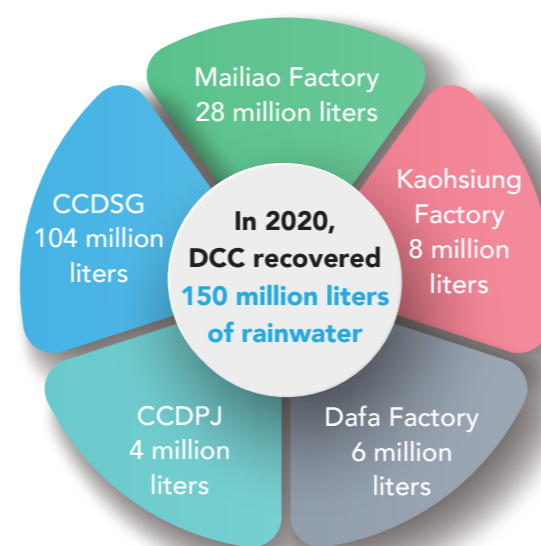 Mailiao Factory
28 million liters
Kaohsiung
Factory
8 million
liters
Dafa Factory
6 million
liters
CCDPJ
4 million
liters
CCDSG
104 million
liters
In 2020,
DCC recovered
150 million liters
of rainwater